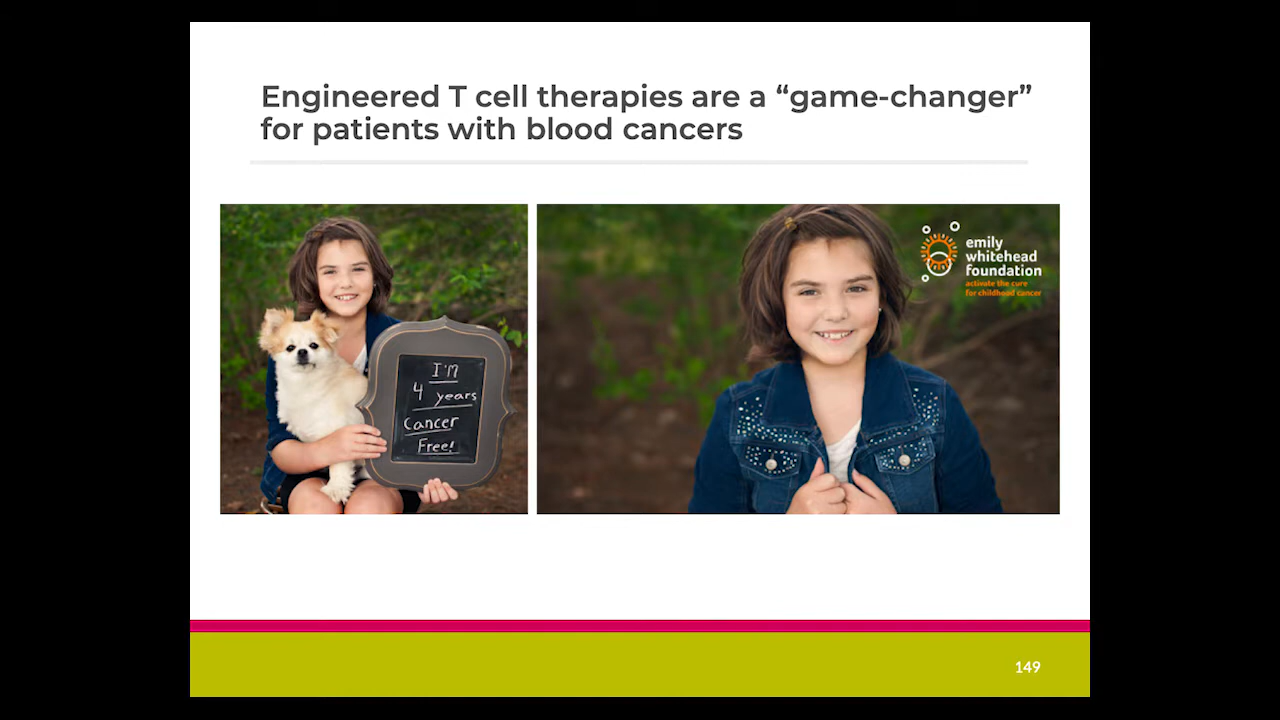 Engineered T cell therapies are a “game-changer”
for patients with blood cancers
I'm
4 years
Cancer
Free!
emily
whitehead
foundation
activate the cure
for childhood cancer
149